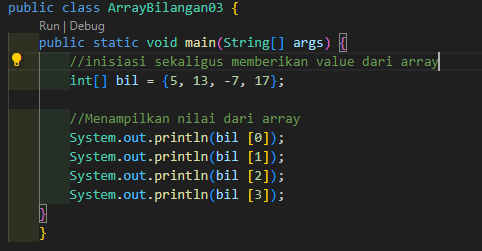 public class ArrayBilangan03 {
Run | Debug
public static void main(String[] args) {
//inisiasi sekaligus memberikan value dari array
int[] bil = {5, 13, -7, 17};
//Menampilkan nilai dari array
System.out.println(bil [0]);
System.out.println(bil [1]);
System.out.println(bil [2]);
System.out.println(bil [3]);
}
}